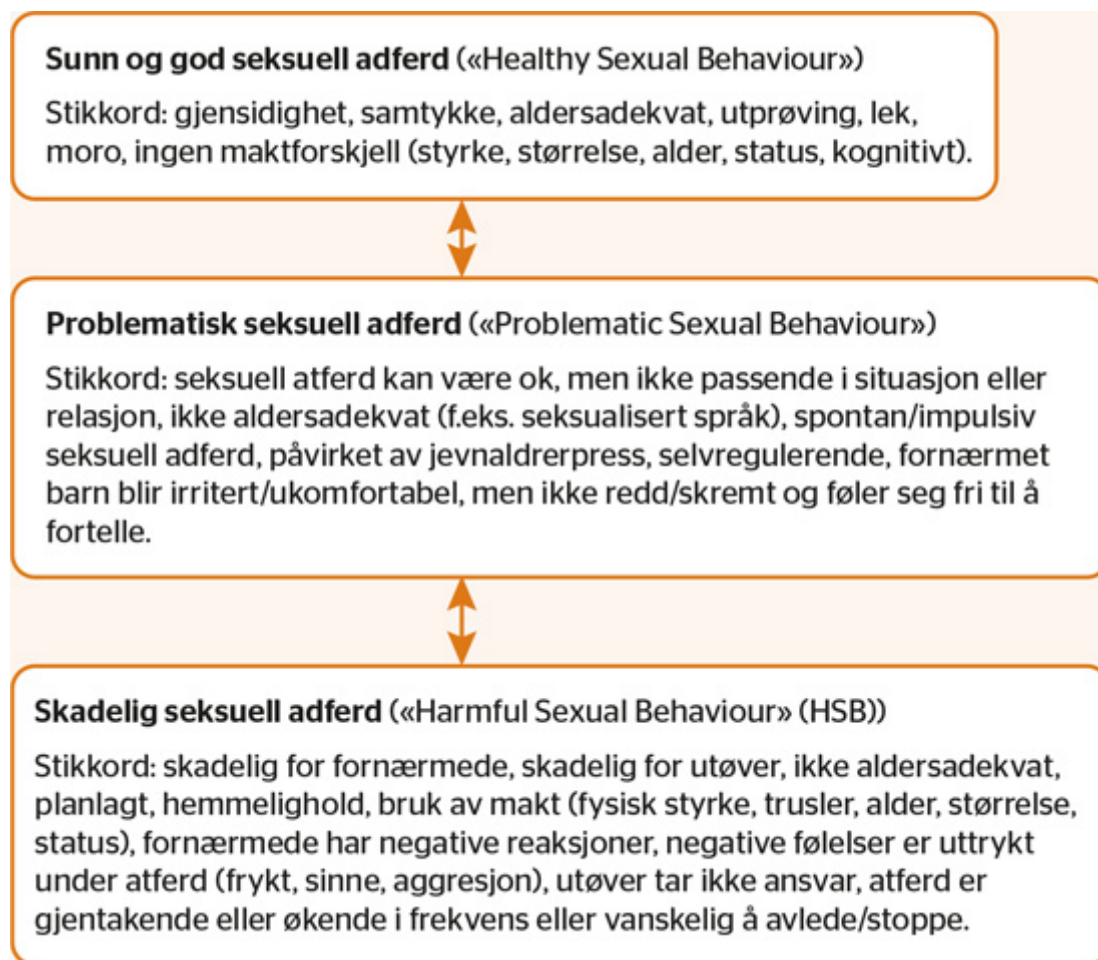 Sunn og god seksuell adferd («Healthy Sexual Behaviour»)
Stikkord: gjensidighet, samtykke, aldersadekvat, utprøving, lek,
moro, ingen maktforskjell (styrke, størrelse, alder, status, kognitivt).
Problematisk seksuell adferd («Problematic Sexual Behaviour»)
Stikkord: seksuell atferd kan være ok, men ikke passende i situasjon eller
relasjon, ikke aldersadekvat (f.eks. seksualisert språk), spontan/impulsiv
seksuell adferd, påvirket av jevnaldrerpress, selvregulerende, fornærmet
barn blir irritert/ukomfortabel, men ikke redd/skremt og føler seg fri til å
fortelle.
Skadelig seksuell adferd («Harmful Sexual Behaviour» (HSB))
Stikkord: skadelig for fornærmede, skadelig for utøver, ikke aldersadekvat,
planlagt, hemmelighold, bruk av makt (fysisk styrke, trusler, alder, størrelse,
status), fornærmede har negative reaksjoner, negative følelser er uttrykt
under atferd (frykt, sinne, aggresjon), utøver tar ikke ansvar, atferd er
gjentakende eller økende i frekvens eller vanskelig å avlede/stoppe.